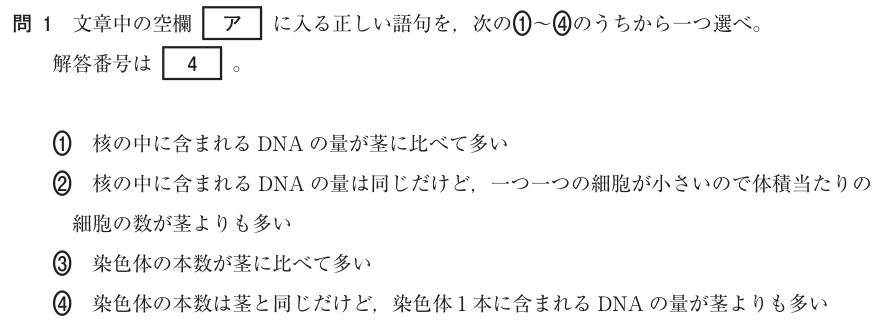 問 1 文章中の空欄 ア に入る正しい語句を，次の①～④のうちから一つ選べ。
解答番号は 4 。
① 核の中に含まれる DNA の量が茎に比べて多い
② 核の中に含まれる DNA の量は同じだけど，一つ一つの細胞が小さいので体積当たりの
細胞の数が茎よりも多い
③ 染色体の本数が茎に比べて多い
④ 染色体の本数は茎と同じだけど，染色体 1 本に含まれる DNA の量が茎よりも多い